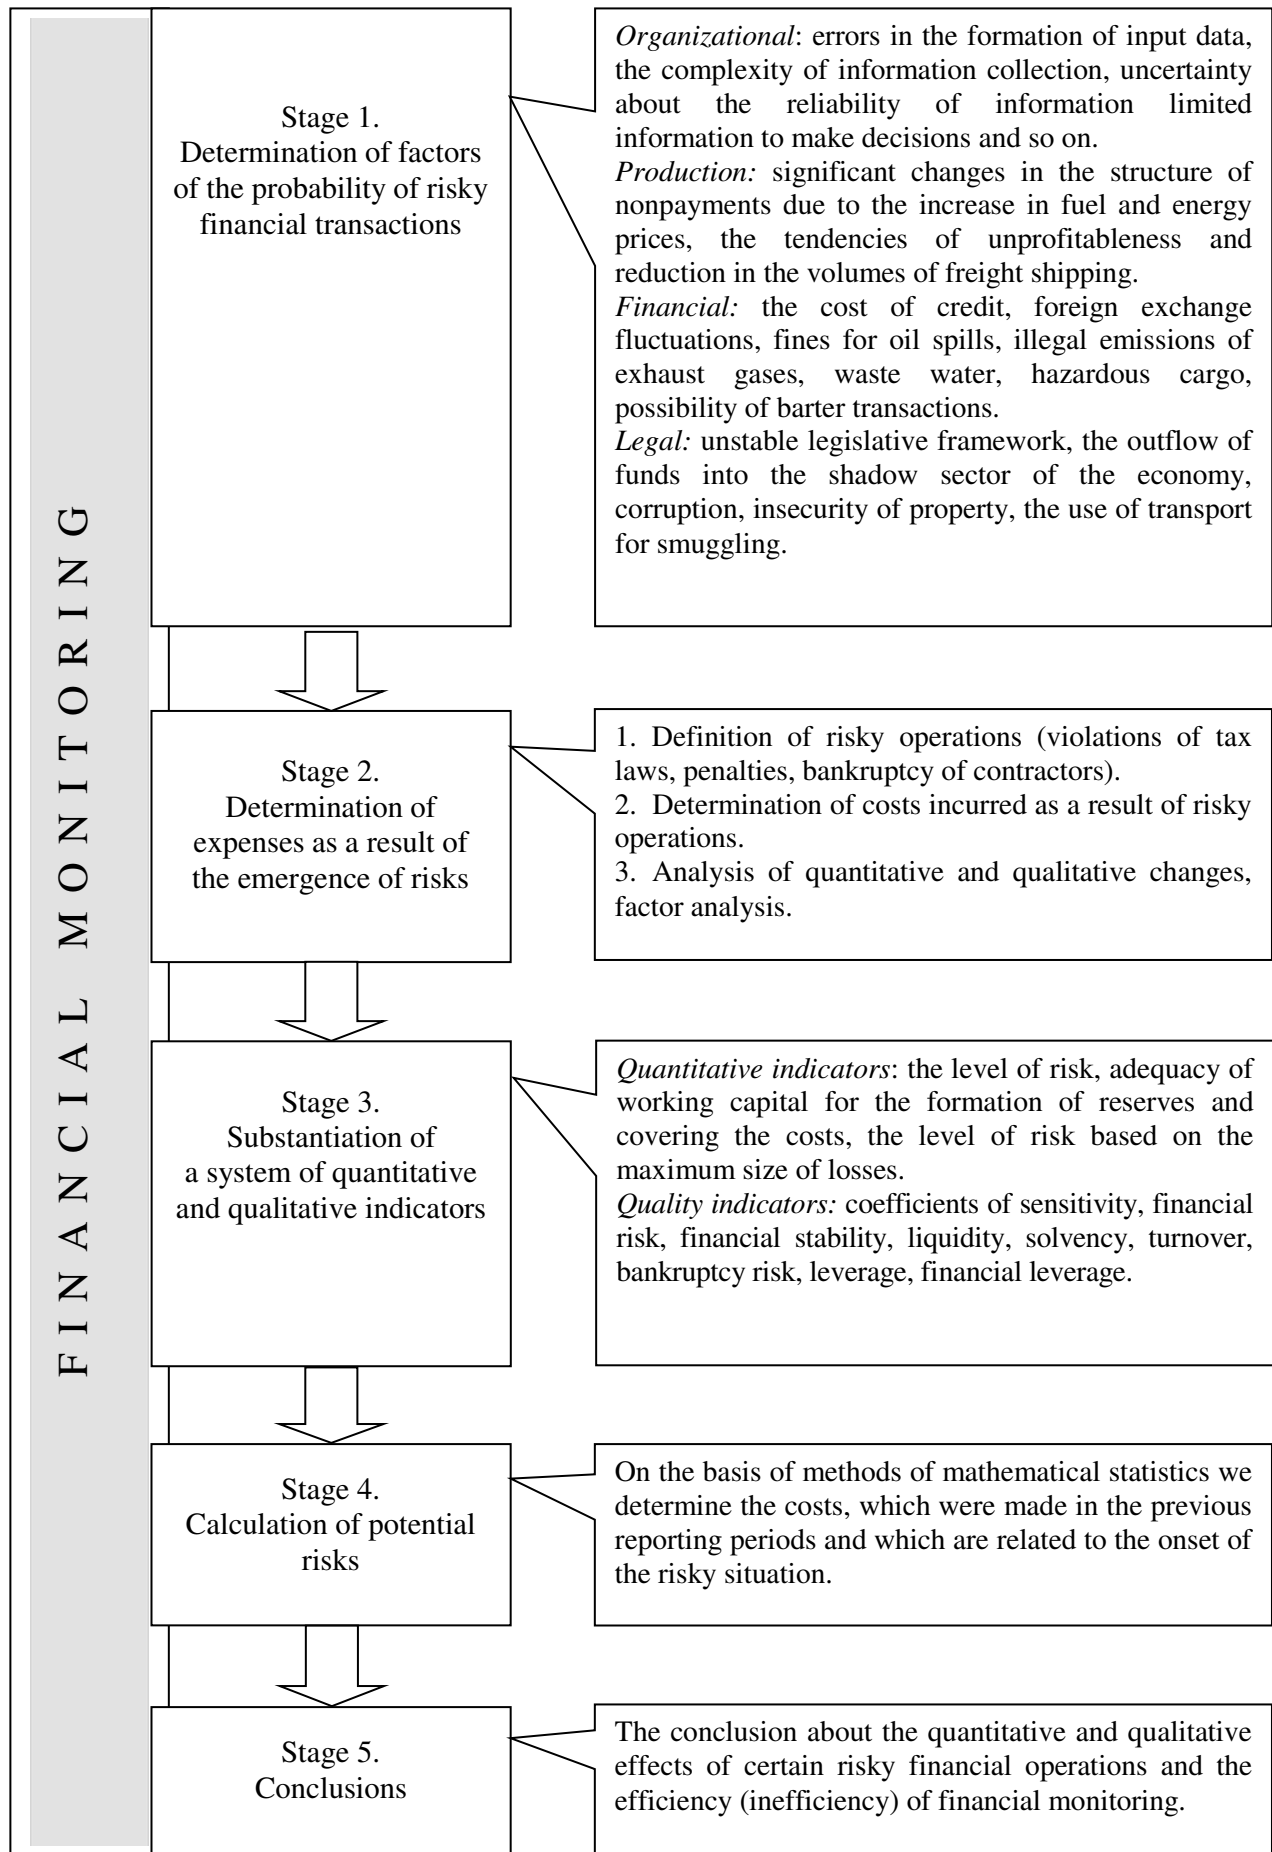 FINANCIAL MONITORING
Stage 1.
Determination of factors
of the probability of risky
financial transactions
Organizational: errors in the formation of input data,
the complexity of information collection, uncertainty
about the reliability of information limited
information to make decisions and so on.
Production: significant changes in the structure of
nonpayments due to the increase in fuel and energy
prices, the tendencies of unprofitableness and
reduction in the volumes of freight shipping.
Financial: the cost of credit, foreign exchange
fluctuations, fines for oil spills, illegal emissions of
exhaust gases, waste water, hazardous cargo,
possibility of barter transactions.
Legal: unstable legislative framework, the outflow of
funds into the shadow sector of the economy,
corruption, insecurity of property, the use of transport
for smuggling.
Stage 2.
Determination of
expenses as a result of
the emergence of risks
1. Definition of risky operations (violations of tax
laws, penalties, bankruptcy of contractors).
2. Determination of costs incurred as a result of risky
operations.
3. Analysis of quantitative and qualitative changes,
factor analysis.
Stage 3.
Substantiation of
a system of quantitative
and qualitative indicators
Quantitative indicators: the level of risk, adequacy of
working capital for the formation of reserves and
covering the costs, the level of risk based on the
maximum size of losses.
Quality indicators: coefficients of sensitivity, financial
risk, financial stability, liquidity, solvency, turnover,
bankruptcy risk, leverage, financial leverage.
Stage 4.
Calculation of potential
risks
On the basis of methods of mathematical statistics we
determine the costs, which were made in the previous
reporting periods and which are related to the onset of
the risky situation.
Stage 5.
Conclusions
The conclusion about the quantitative and qualitative
effects of certain risky financial operations and the
efficiency (inefficiency) of financial monitoring.